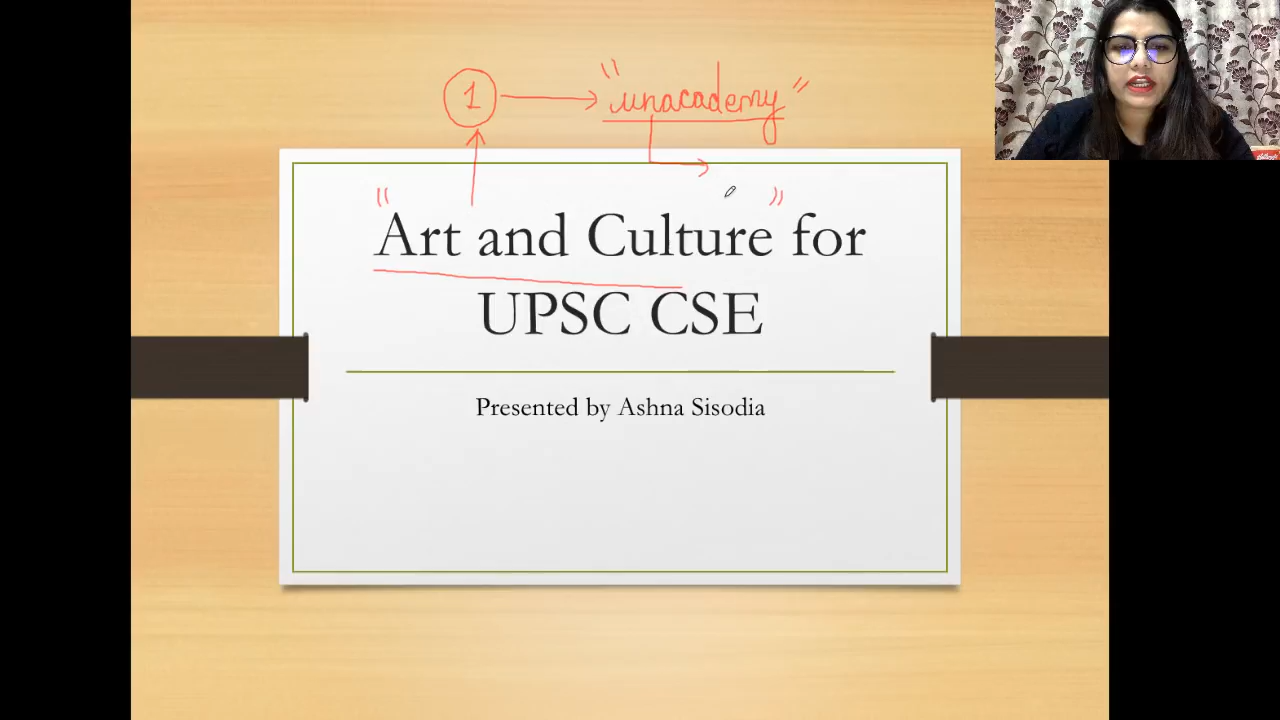 1 "unacademy"
"Art and Culture" for
UPSC CSE
Presented by Ashna Sisodia